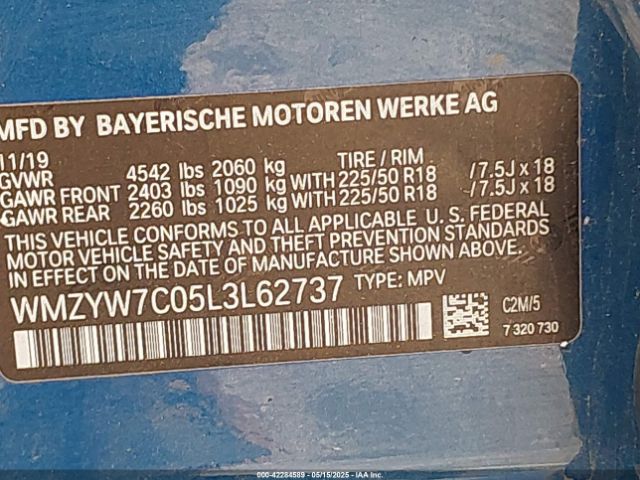 MFD BY BAYERISCHE MOTOREN WERKE AG
11/19
GVWR 4542 lbs 2060 kg TIRE / RIM
GAWR FRONT 2403 lbs 1090 kg WITH 225/50 R18 /7.5J x 18
GAWR REAR 2260 lbs 1025 kg WITH 225/50 R18 /7.5J x 18
THIS VEHICLE CONFORMS TO ALL APPLICABLE U. S. FEDERAL
MOTOR VEHICLE SAFETY AND THEFT PREVENTION STANDARDS
IN EFFECT ON THE DATE OF MANUFACTURE SHOWN ABOVE.
WMZYW7C05L3L62737 TYPE: MPV
C2M/5
7 320 730
000-42284589 - 05/15/2025 - IAA, Inc.